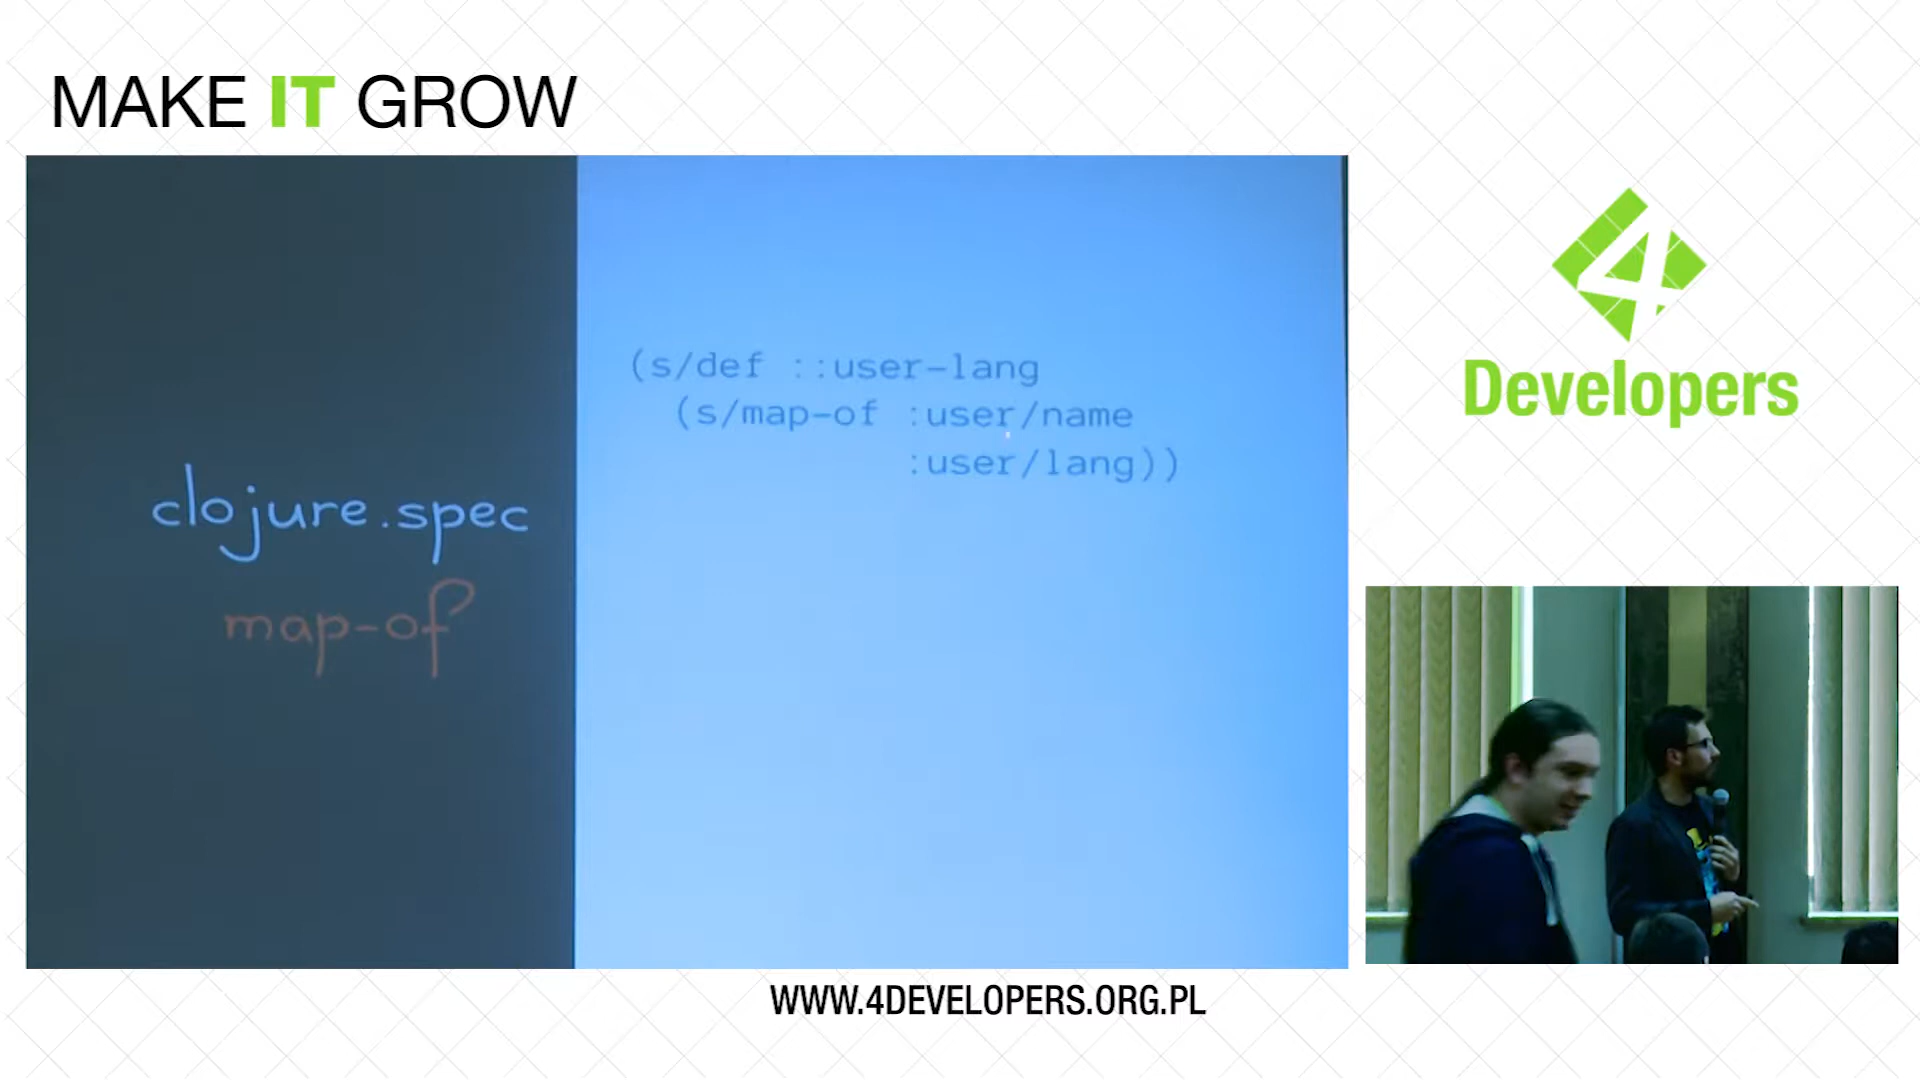 MAKE IT GROW
clojure.spec
map-of
(s/def ::user-lang
(s/map-of :user/name
:user/lang))
4
Developers
WWW.4DEVELOPERS.ORG.PL